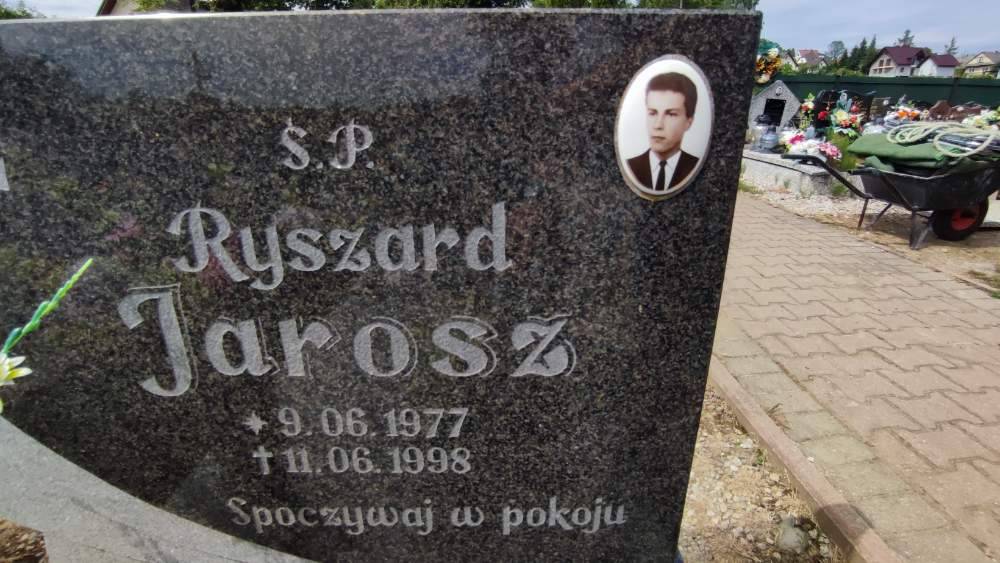 Ś.P.
Ryszard
Jarosz
* 9.06.1977
† 11.06.1998
Spoczywaj w pokoju